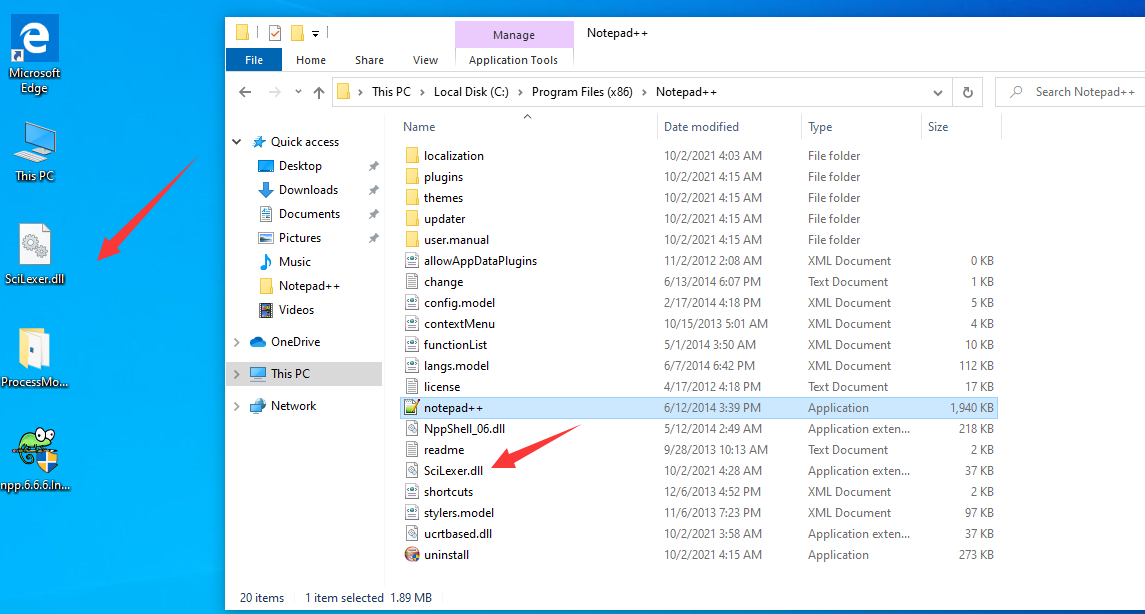 Microsoft
Edge
This PC
SciLexer.dll
ProcessMo...
npp.6.6.6.In...
Manage
Notepad++
File
Home
Share
View
Application Tools
This PC
Local Disk (C:)
Program Files (x86)
Notepad++
Search Notepad++
Quick access
Desktop
Downloads
Documents
Pictures
Music
Notepad++
Videos
OneDrive
This PC
Network
Name Date modified Type Size
localization 10/2/2021 4:03 AM File folder
plugins 10/2/2021 4:15 AM File folder
themes 10/2/2021 4:15 AM File folder
updater 10/2/2021 4:15 AM File folder
user.manual 10/2/2021 4:15 AM File folder
allowAppDataPlugins 11/2/2012 2:08 AM XML Document 0 KB
change 6/13/2014 6:07 PM Text Document 1 KB
config.model 2/17/2014 4:18 PM XML Document 5 KB
contextMenu 10/15/2013 5:01 AM XML Document 4 KB
functionList 5/1/2014 3:50 AM XML Document 10 KB
langs.model 6/7/2014 6:42 PM XML Document 112 KB
license 4/17/2012 4:18 PM Text Document 17 KB
notepad++ 6/12/2014 3:39 PM Application 1,940 KB
NppShell_06.dll 5/12/2014 2:49 AM Application exten... 218 KB
readme 9/28/2013 10:13 AM Text Document 2 KB
SciLexer.dll 10/2/2021 4:28 AM Application exten... 37 KB
shortcuts 12/6/2013 4:52 PM XML Document 2 KB
stylers.model 11/6/2013 7:23 PM XML Document 97 KB
ucrtbased.dll 10/2/2021 3:58 AM Application exten... 37 KB
uninstall 10/2/2021 4:15 AM Application 273 KB
20 items
1 item selected 1.89 MB